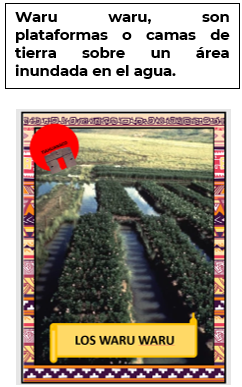 Waru waru, son
plataformas o camas de
tierra sobre un área
inundada en el agua.
LOS WARU WARU